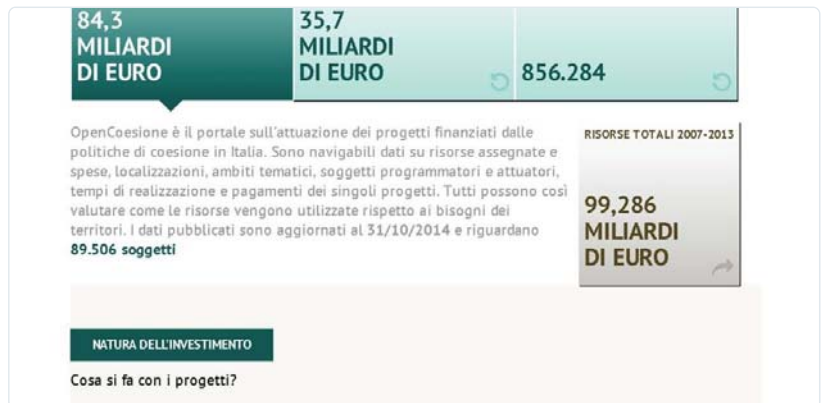 84,3
MILIARDI
DI EURO
35,7
MILIARDI
DI EURO
856.284
OpenCoesione è il portale sull'attuazione dei progetti finanziati dalle
politiche di coesione in Italia. Sono navigabili dati su risorse assegnate e
spese, localizzazioni, ambiti tematici, soggetti programmatori e attuatori,
tempi di realizzazione e pagamenti dei singoli progetti. Tutti possono così
valutare come le risorse vengono utilizzate rispetto ai bisogni dei
territori. I dati pubblicati sono aggiornati al 31/10/2014 e riguardano
89.506 soggetti
RISORSE TOTALI 2007-2013
99,286
MILIARDI
DI EURO
NATURA DELL'INVESTIMENTO
Cosa si fa con i progetti?